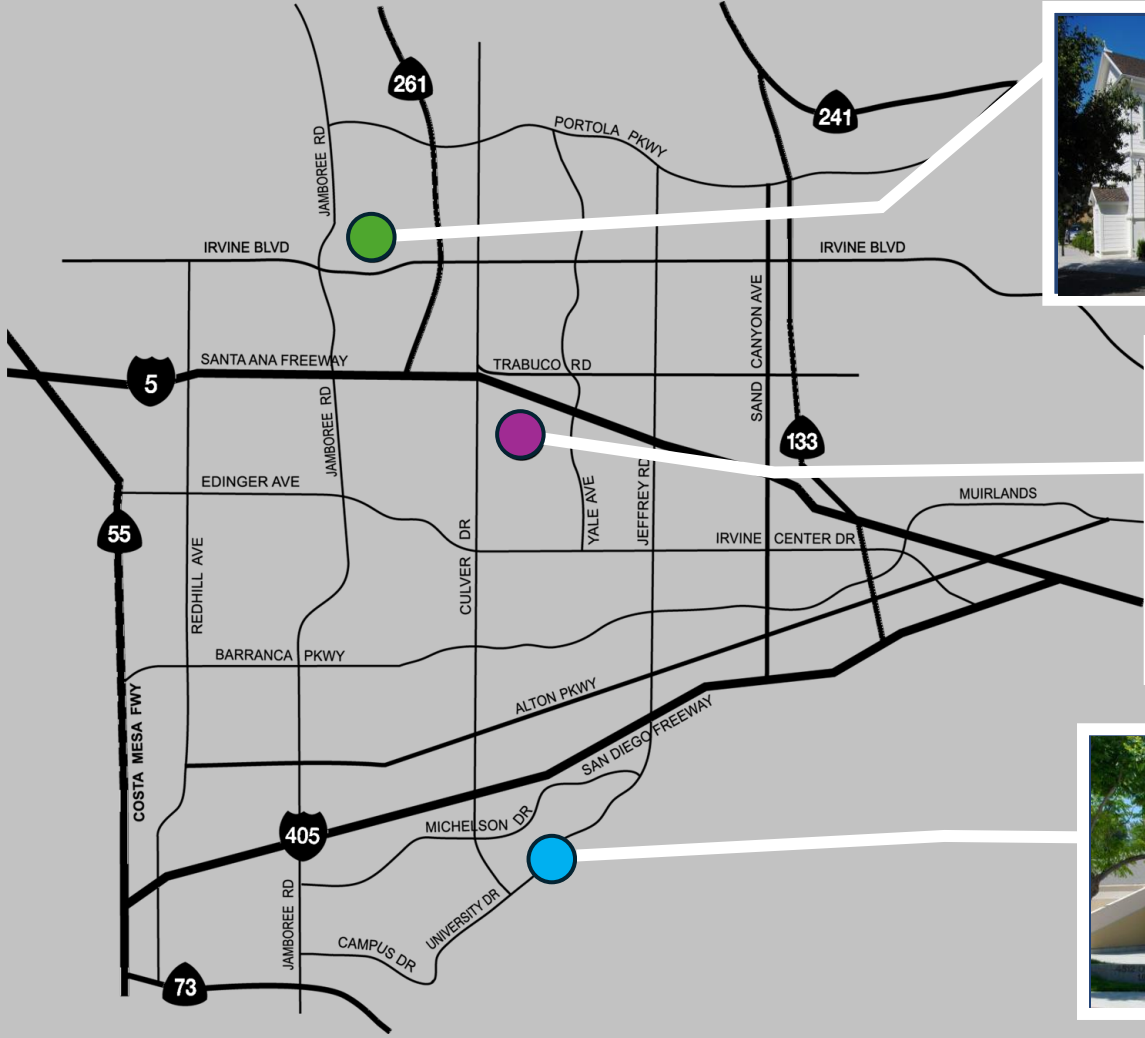 261
241
PORTOLA PKWY
JAMBOREE RD
IRVINE BLVD
IRVINE BLVD
SAND CANYON AVE
SANTA ANA FREEWAY
TRABUCO RD
5
JAMBOREE RD
133
EDINGER AVE
YALE AVE
JEFFREY RD
MUIRLANDS
55
REDHILL AVE
CULVER DR
IRVINE CENTER DR
BARRANCA PKWY
ALTON PKWY
COSTA MESA FWY
SAN DIEGO FREEWAY
405
MICHELSON DR
JAMBOREE RD
UNIVERSITY DR
CAMPUS DR
73